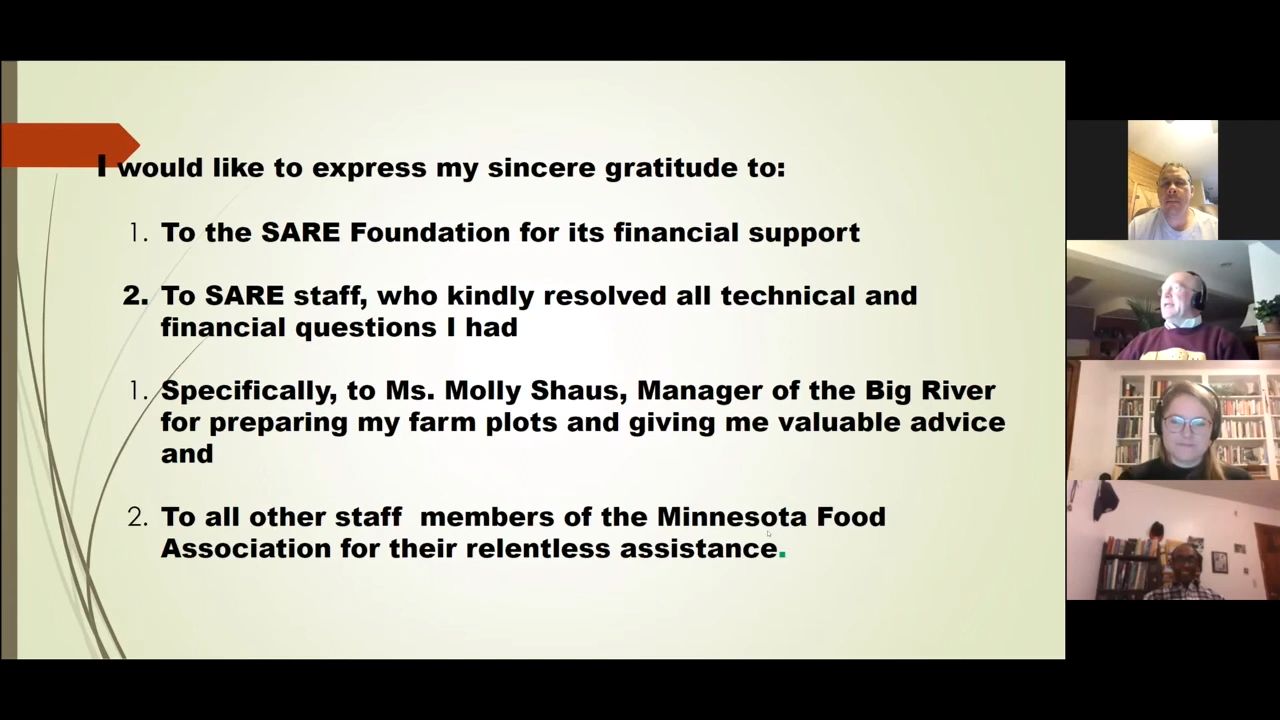 I would like to express my sincere gratitude to:
1. To the SARE Foundation for its financial support
2. To SARE staff, who kindly resolved all technical and
financial questions I had
1. Specifically, to Ms. Molly Shaus, Manager of the Big River
for preparing my farm plots and giving me valuable advice
and
2. To all other staff  members of the Minnesota Food
Association for their relentless assistance.